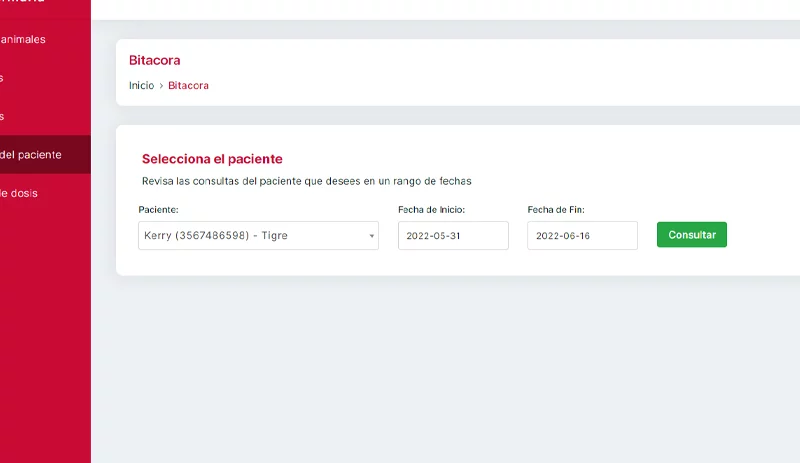 animales
s
s
del paciente
de dosis
Bitacora
Inicio › Bitacora
Selecciona el paciente
Revisa las consultas del paciente que desees en un rango de fechas
Paciente: Fecha de Inicio: Fecha de Fin:
Kerry (3567486598) - Tigre 2022-05-31 2022-06-16 Consultar